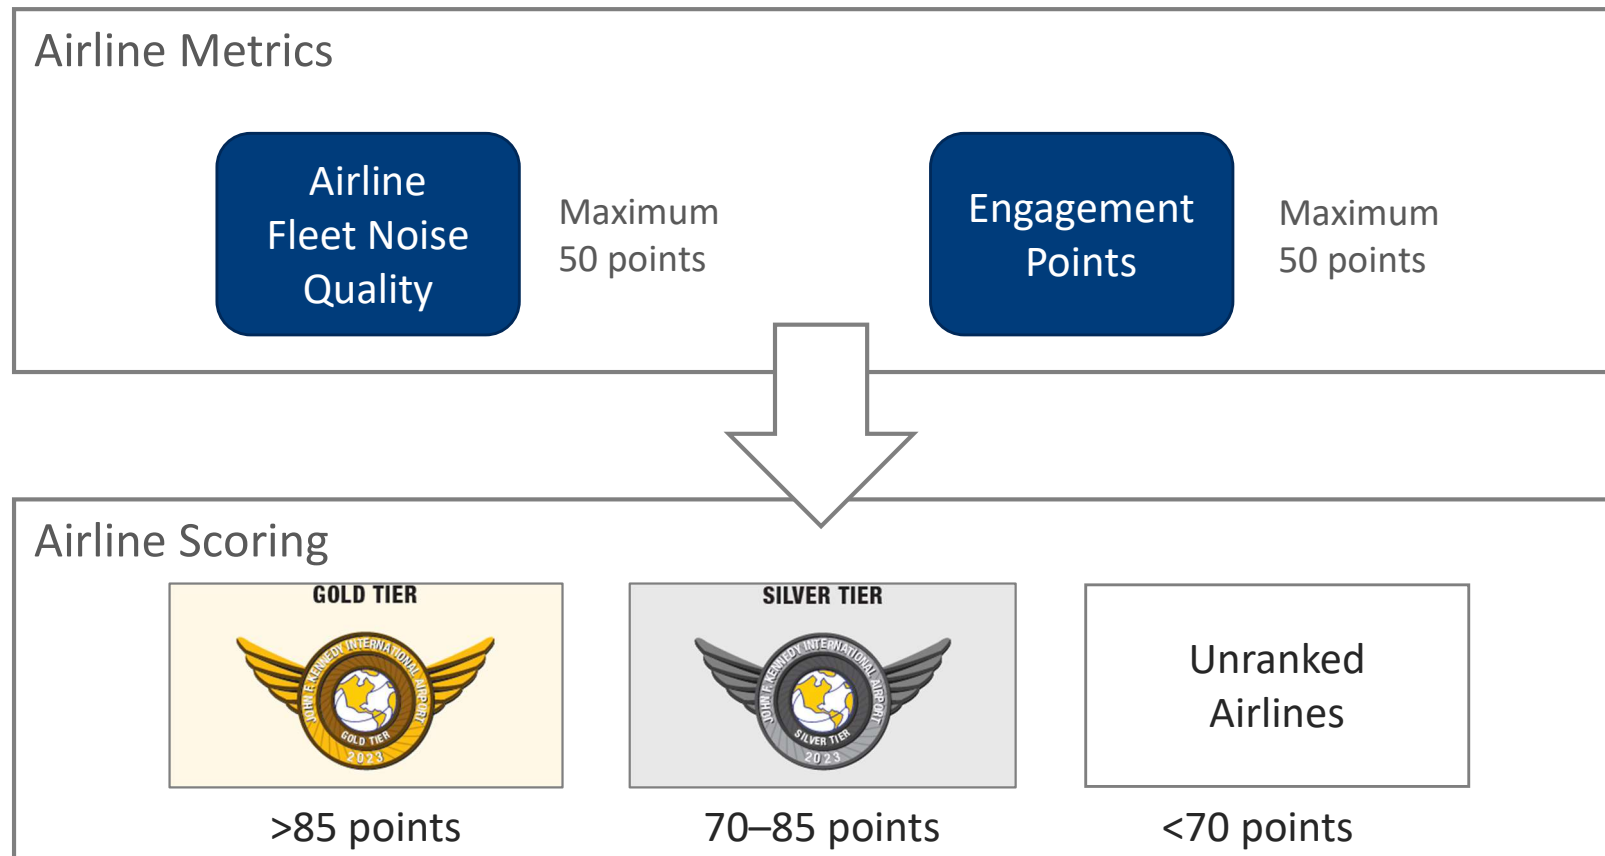 Airline Metrics
Airline
Fleet Noise
Quality
Maximum
50 points
Engagement
Points
Maximum
50 points
Airline Scoring
GOLD TIER
JOHN F. KENNEDY INTERNATIONAL AIRPORT
GOLD TIER
2023
>85 points
SILVER TIER
JOHN F. KENNEDY INTERNATIONAL AIRPORT
SILVER TIER
2023
70–85 points
Unranked
Airlines
<70 points